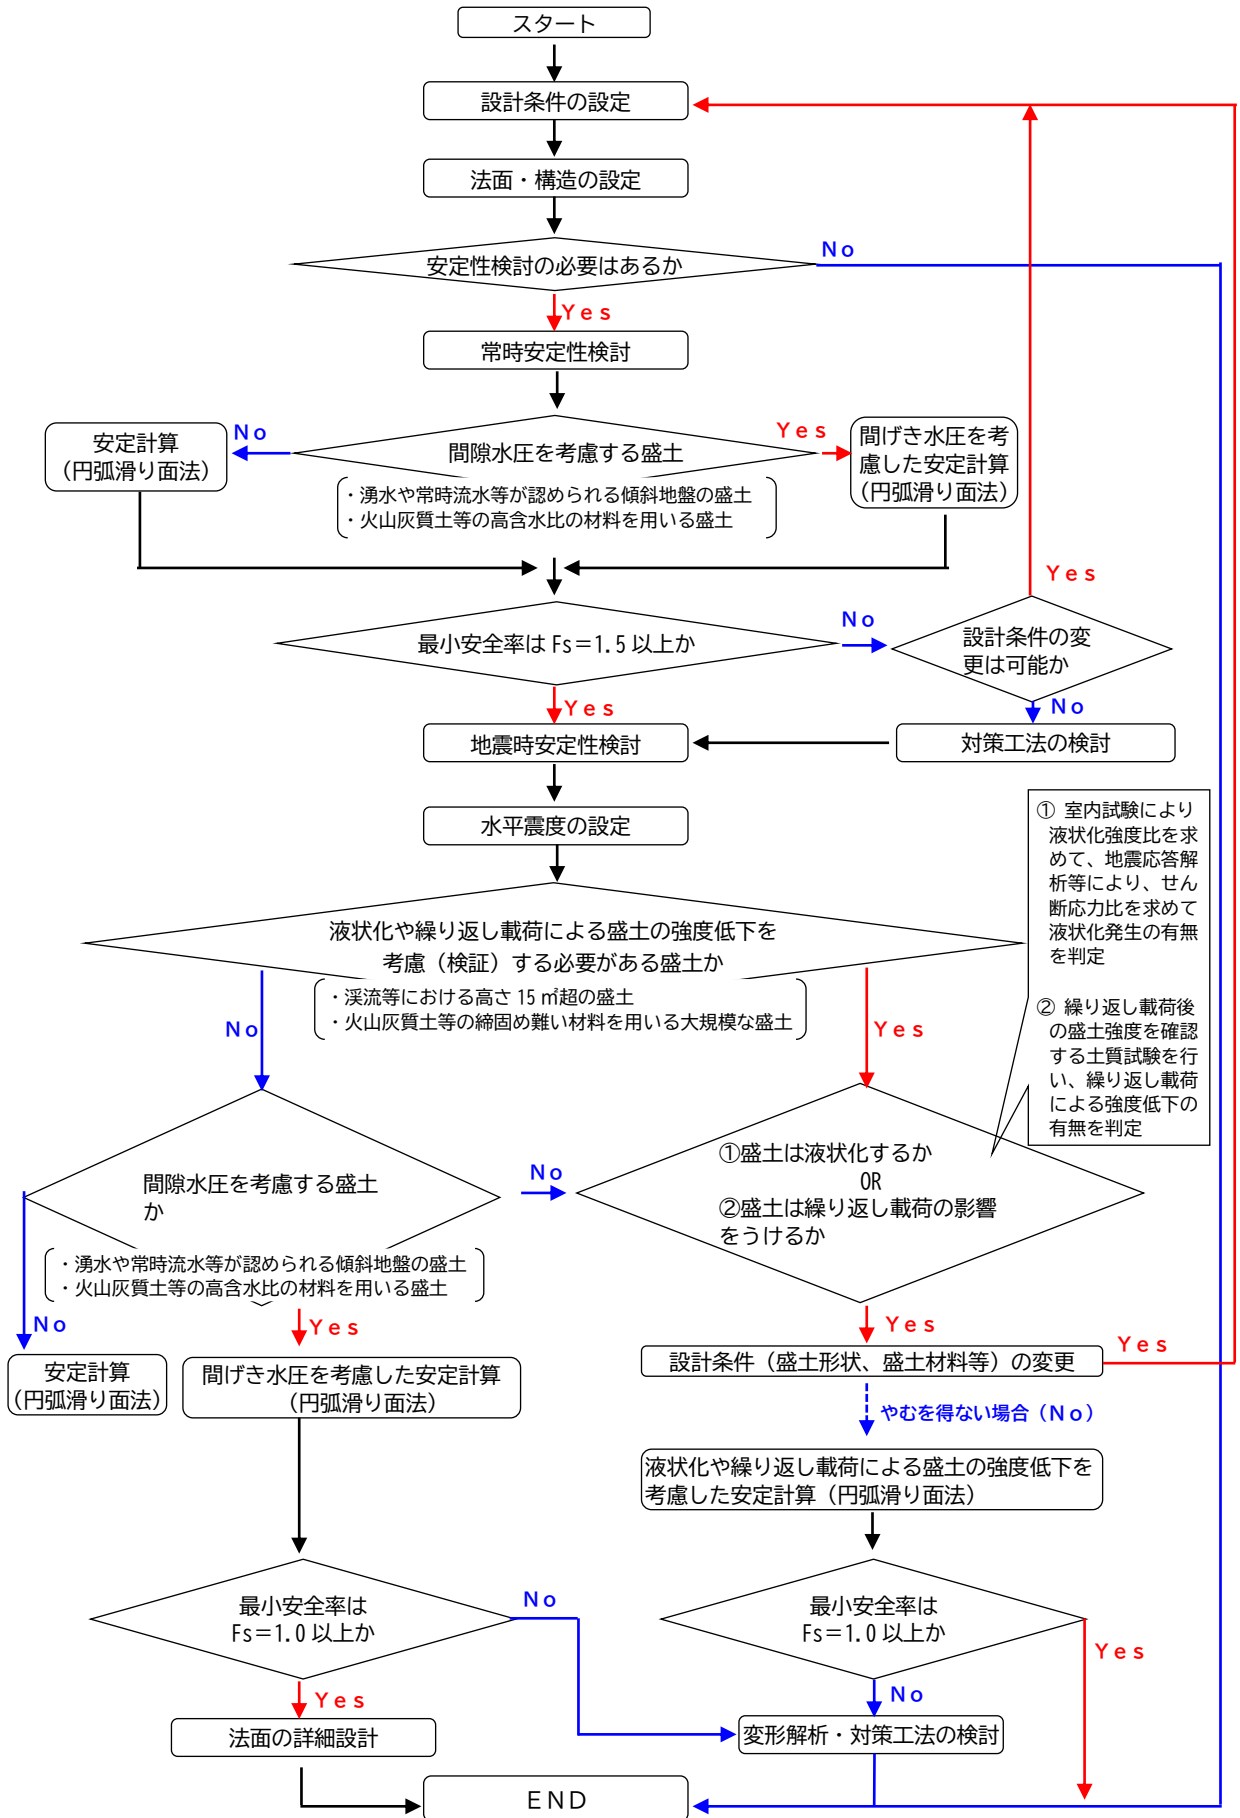 スタート
設計条件の設定
法面・構造の設定
安定性検討の必要はあるか
No
Yes
常時安定性検討
安定計算
(円弧滑り面法)
No
間隙水圧を考慮する盛土
Yes
間げき水圧を考
慮した安定計算
(円弧滑り面法)
・湧水や常時流水等が認められる傾斜地盤の盛土
・火山灰質土等の高含水比の材料を用いる盛土
Yes
最小安全率は Fs=1.5 以上か
No
設計条件の変
更は可能か
Yes
No
地震時安定性検討
対策工法の検討
水平震度の設定
① 室内試験により
液状化強度比を求
めて、地震応答解
析等により、せん
断応力比を求めて
液状化発生の有無
を判定
② 繰り返し載荷後
の盛土強度を確認
する土質試験を行
い、繰り返し載荷
による強度低下の
有無を判定
液状化や繰り返し載荷による盛土の強度低下を
考慮(検証)する必要がある盛土か
・渓流等における高さ 15 ㎡超の盛土
・火山灰質土等の締固め難い材料を用いる大規模な盛土
No
Yes
間隙水圧を考慮する盛土
か
No
①盛土は液状化するか
OR
②盛土は繰り返し載荷の影響
をうけるか
・湧水や常時流水等が認められる傾斜地盤の盛土
・火山灰質土等の高含水比の材料を用いる盛土
No
Yes
Yes
安定計算
(円弧滑り面法)
間げき水圧を考慮した安定計算
(円弧滑り面法)
設計条件(盛土形状、盛土材料等)の変更
Yes
やむを得ない場合(No)
液状化や繰り返し載荷による盛土の強度低下を
考慮した安定計算(円弧滑り面法)
最小安全率は
Fs=1.0 以上か
No
最小安全率は
Fs=1.0 以上か
Yes
Yes
No
法面の詳細設計
変形解析・対策工法の検討
END